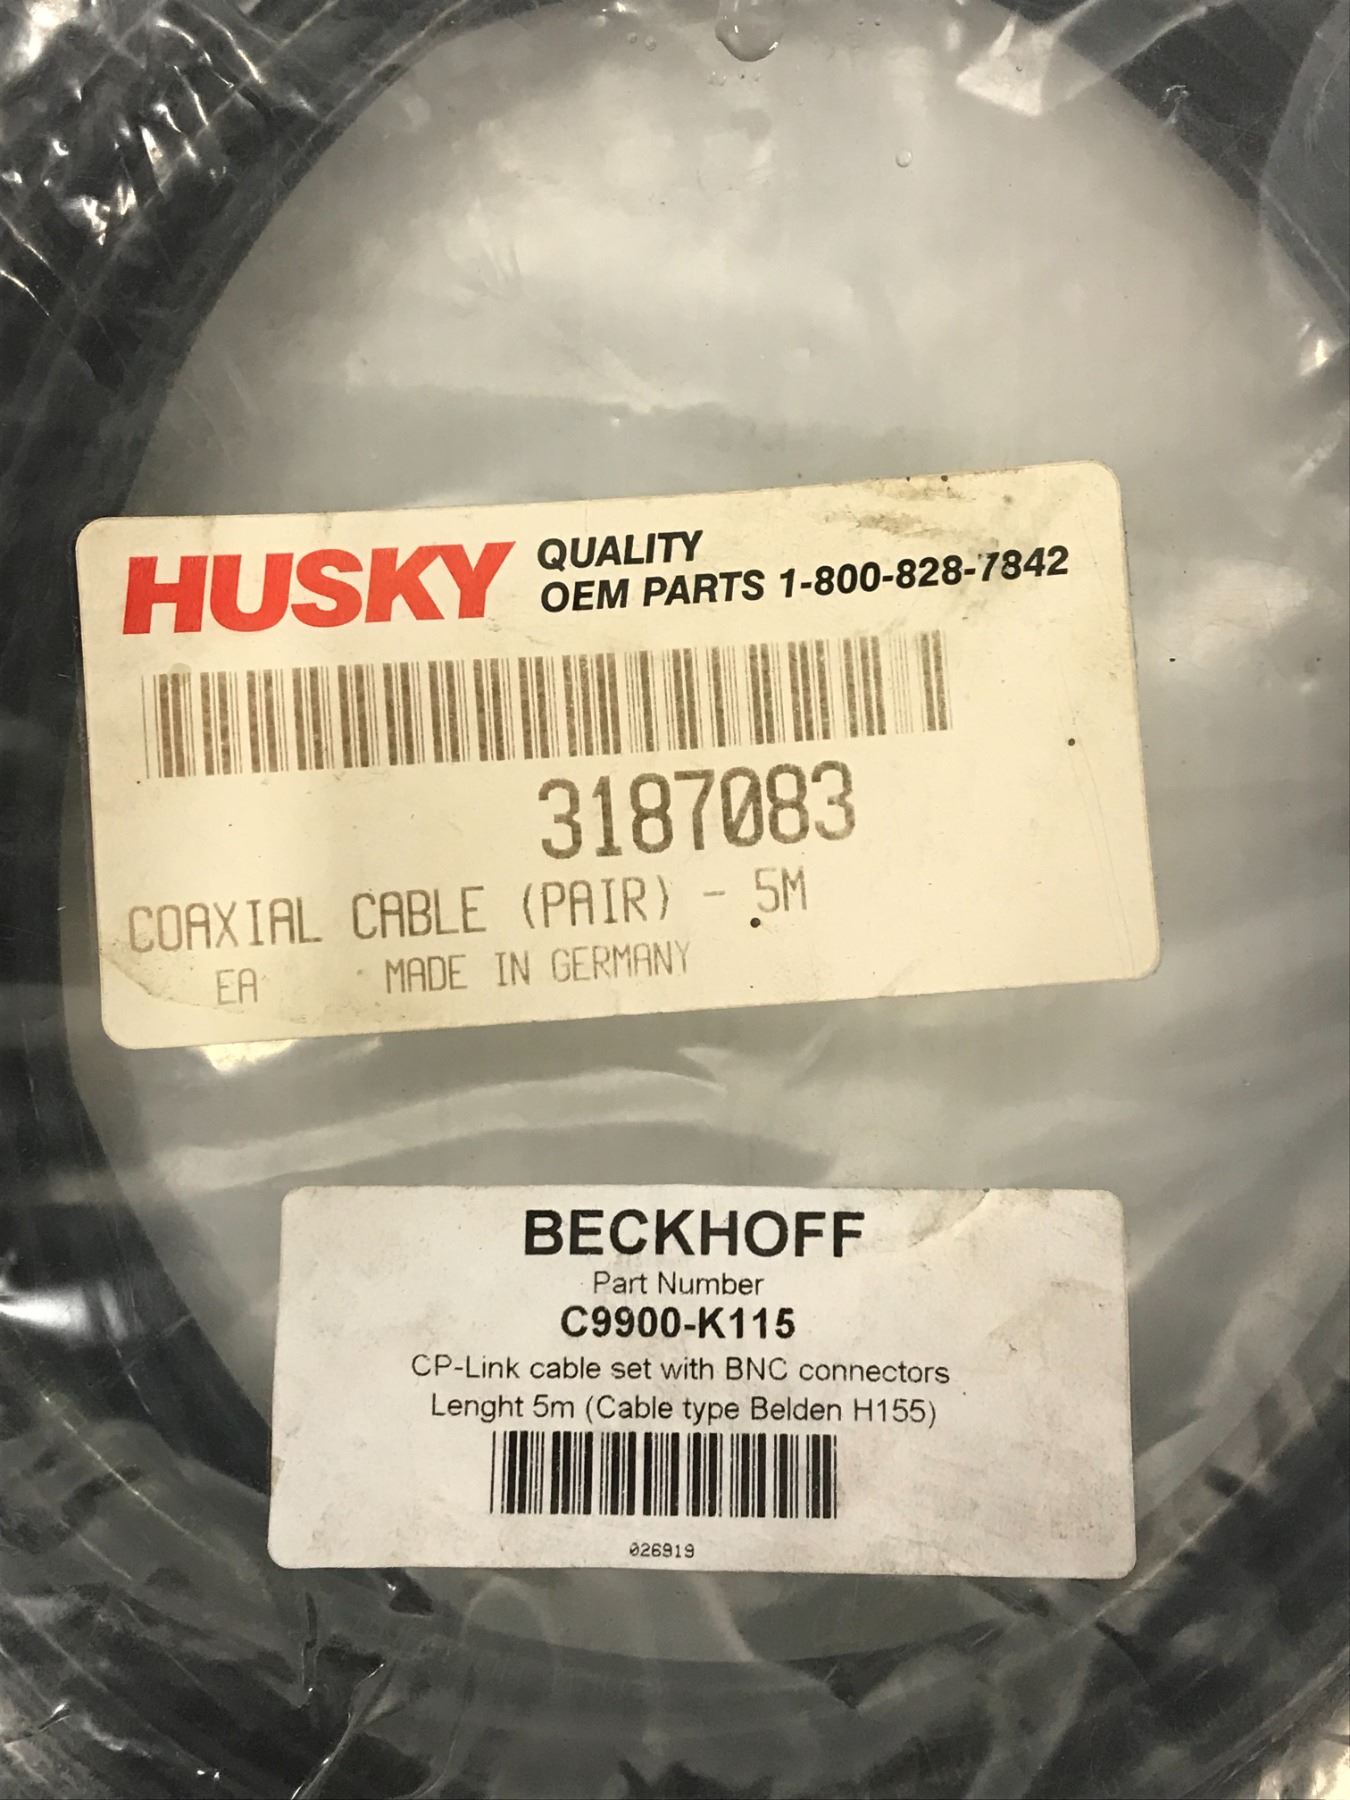 HUSKY QUALITY
OEM PARTS 1-800-828-7842
3187083
COAXIAL CABLE (PAIR) - 5M
EA MADE IN GERMANY
BECKHOFF
Part Number
C9900-K115
CP-Link cable set with BNC connectors
Lenght 5m (Cable type Belden H155)
026919